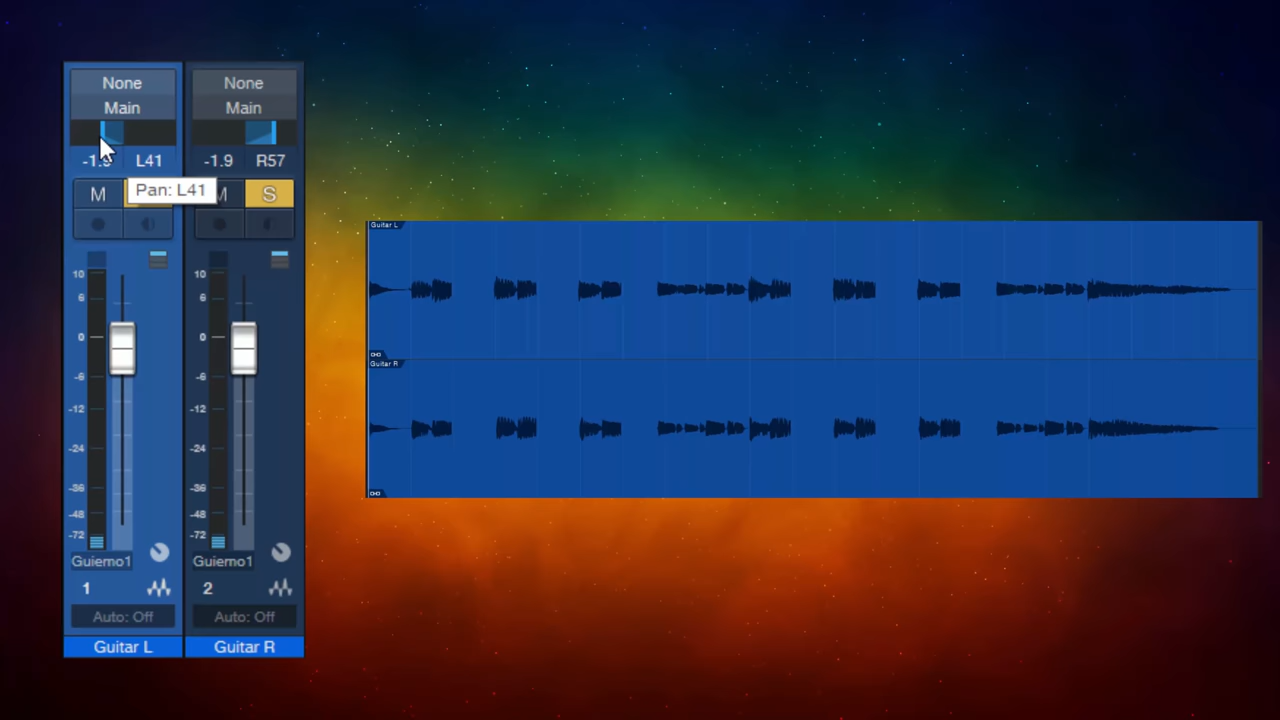 None
None
Main
Main
L41
-1.9
R57
Pan: L41
M
S
10
10
6
6
0
0
-6
-6
-12
-12
-24
-24
-36
-36
-48
-48
-72
-72
Guierno1
Guierno1
1
2
Auto: Off
Auto: Off
Guitar L
Guitar R
Guitar L
Guitar R